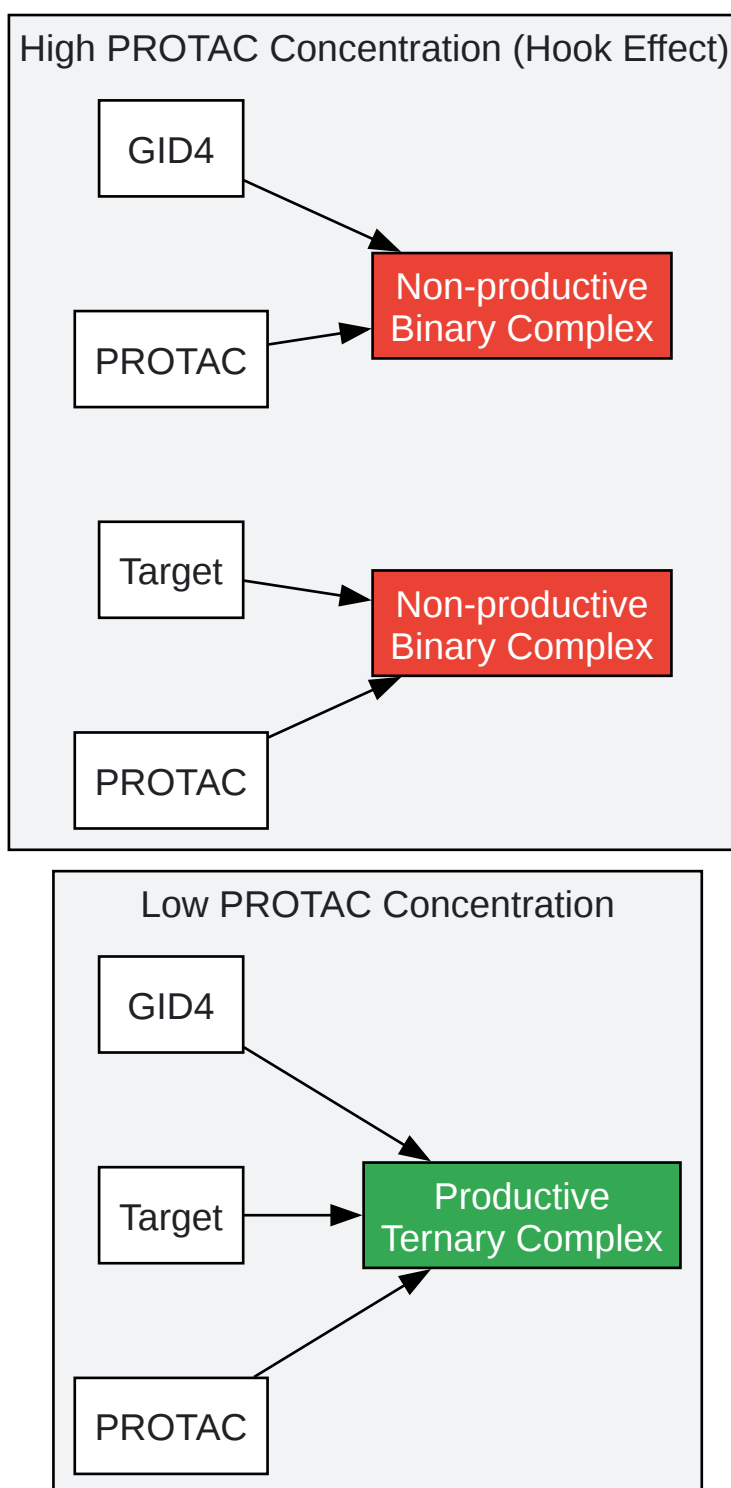 High PROTAC Concentration (Hook Effect)
GID4
Non-productive
Binary Complex
PROTAC
Target
Non-productive
Binary Complex
PROTAC
Low PROTAC Concentration
GID4
Target
Productive
Ternary Complex
PROTAC